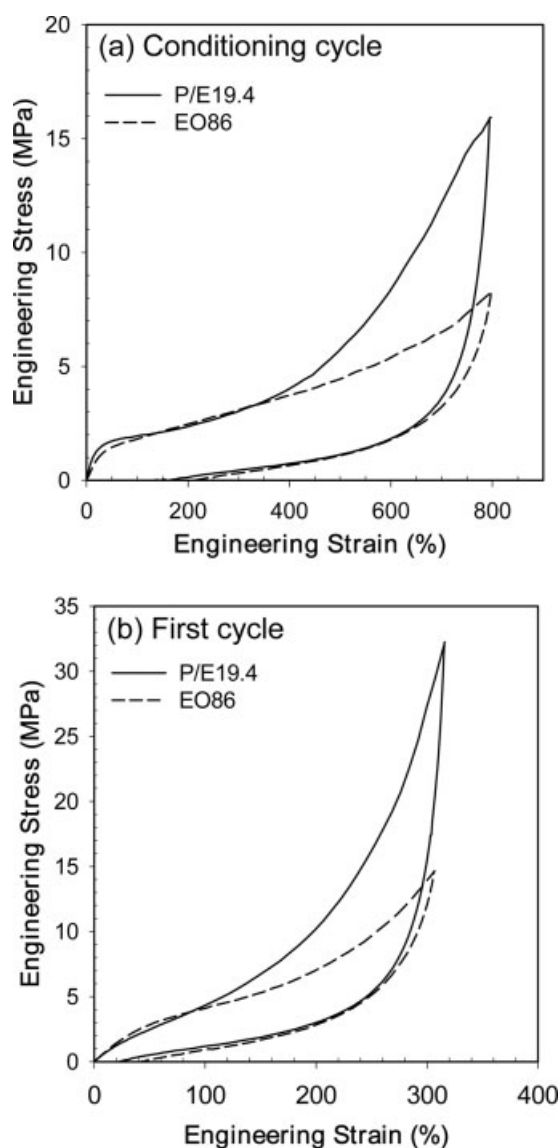 (a) Conditioning cycle
P/E19.4
EO86
Engineering Stress (MPa)
20
15
10
5
0
0 200 400 600 800
Engineering Strain (%)
(b) First cycle
P/E19.4
EO86
Engineering Stress (MPa)
35
30
25
20
15
10
5
0
0 100 200 300 400
Engineering Strain (%)